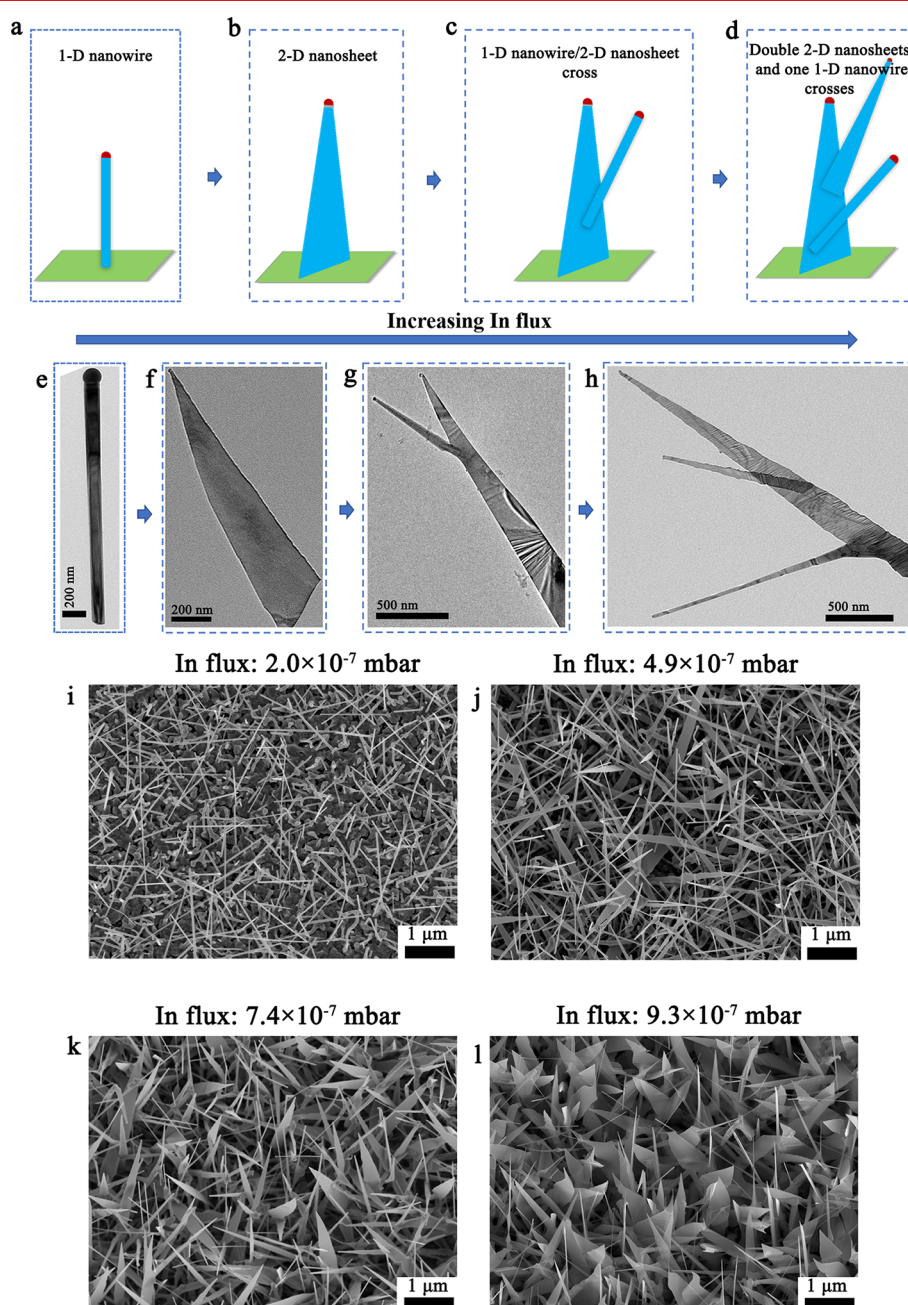 a
1-D nanowire
b
2-D nanosheet
c
1-D nanowire/2-D nanosheet
cross
d
Double 2-D nanosheets
and one 1-D nanowire
crosses
Increasing In flux
e
200 nm
f
200 nm
g
500 nm
h
500 nm
In flux: 2.0×10⁻⁷ mbar
i
1 μm
In flux: 4.9×10⁻⁷ mbar
j
1 μm
In flux: 7.4×10⁻⁷ mbar
k
1 μm
In flux: 9.3×10⁻⁷ mbar
l
1 μm